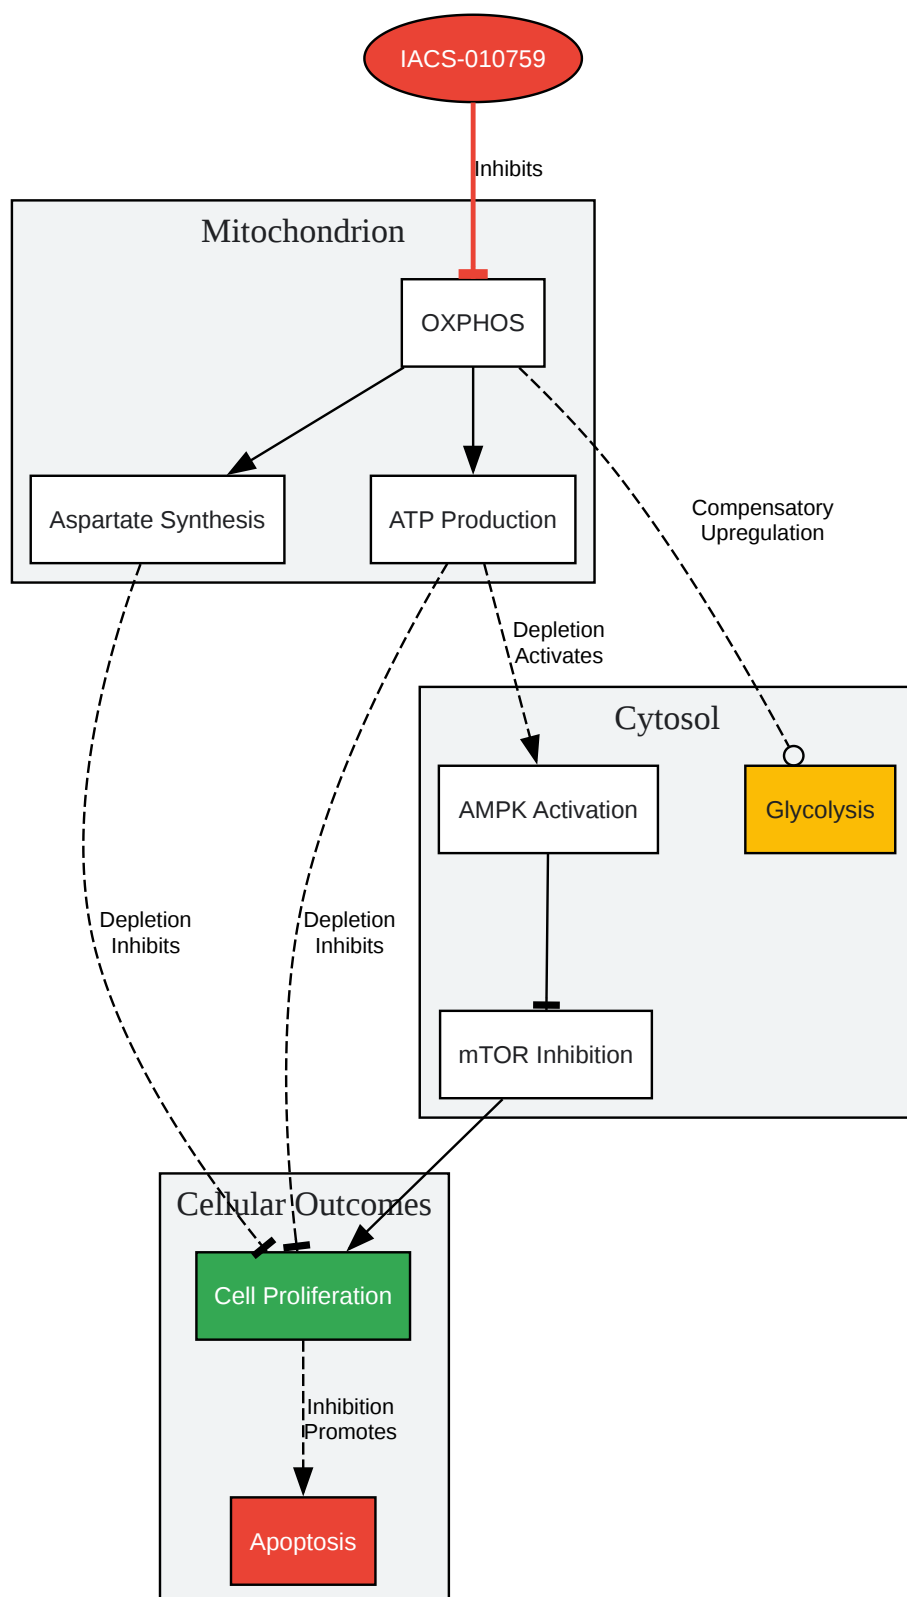 IACS-010759
Inhibits
Mitochondrion
OXPHOS
Aspartate Synthesis
ATP Production
Compensatory
Upregulation
Depletion
Activates
Cytosol
AMPK Activation
Glycolysis
Depletion
Inhibits
Depletion
Inhibits
mTOR Inhibition
Cellular Outcomes
Cell Proliferation
Inhibition
Promotes
Apoptosis